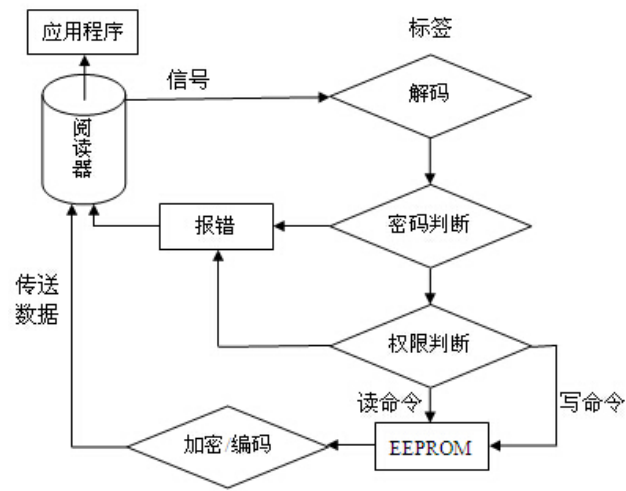 应用程序
标签
信号
解码
阅读器
报错
密码判断
传送
数据
权限判断
读命令
写命令
加密/编码
EEPROM